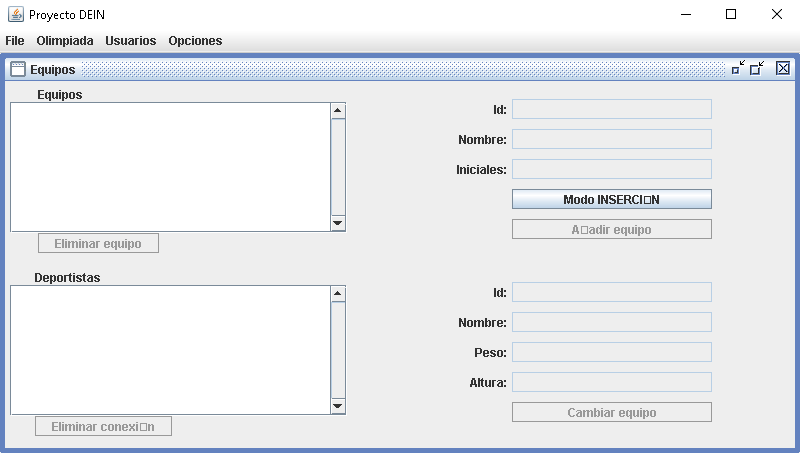 Proyecto DEIN
File Olimpiada Usuarios Opciones
Equipos
Equipos
Id:
Nombre:
Iniciales:
Modo INSERCI□N
Eliminar equipo
A□adir equipo
Deportistas
Id:
Nombre:
Peso:
Altura:
Cambiar equipo
Eliminar conexi□n